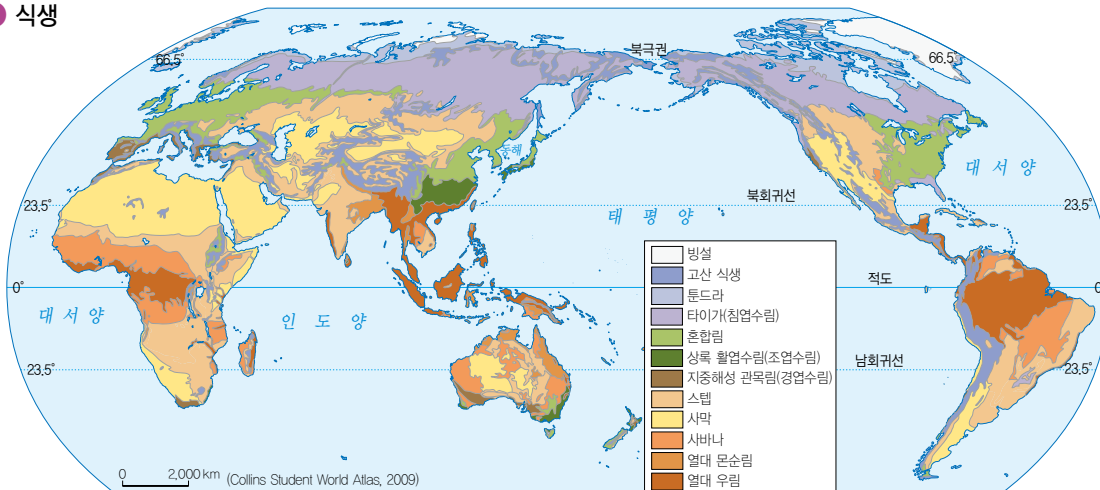 식생
북극권
66.5°
66.5°
동해
대서양
북회귀선
23.5°
태평양
23.5°
빙설
고산 식생
적도
툰드라
0°
타이가(침엽수림)
대서양
인도양
혼합림
상록 활엽수림(조엽수림)
남회귀선
23.5°
23.5°
지중해성 관목림(경엽수림)
스텝
사막
사바나
열대 몬순림
열대 우림
0 2,000 km (Collins Student World Atlas, 2009)